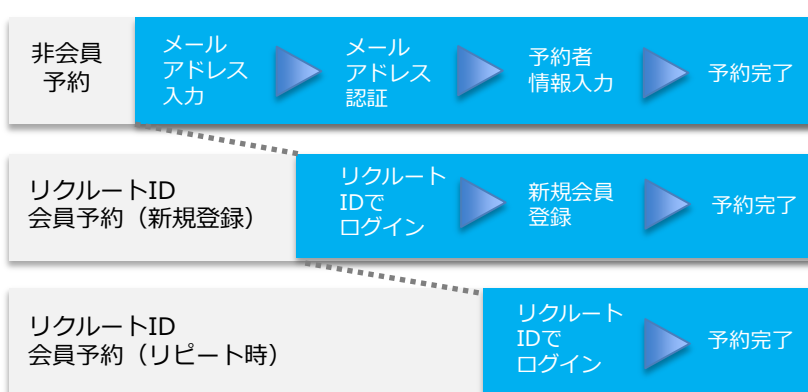 非会員
予約
メール
アドレス
入力
メール
アドレス
認証
予約者
情報入力
予約完了
リクルートID
会員予約（新規登録）
リクルート
IDで
ログイン
新規会員
登録
予約完了
リクルートID
会員予約（リピート時）
リクルート
IDで
ログイン
予約完了